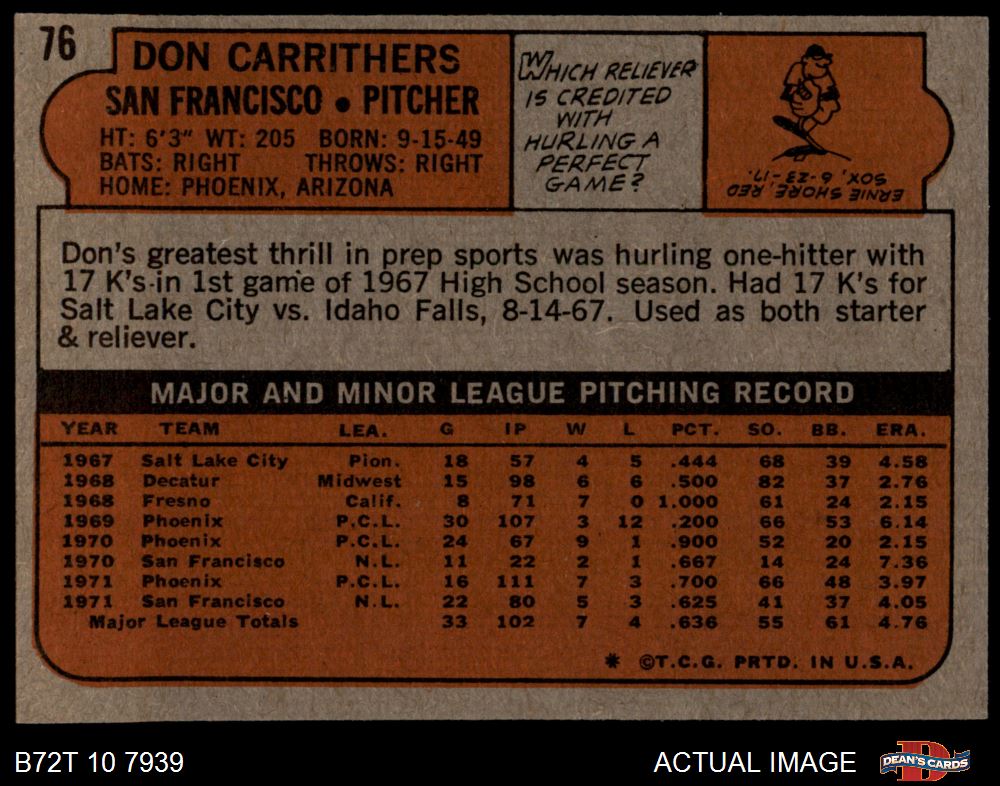 76
DON CARRITHERS
SAN FRANCISCO • PITCHER
HT: 6'3" WT: 205 BORN: 9-15-49
BATS: RIGHT THROWS: RIGHT
HOME: PHOENIX, ARIZONA
WHICH RELIEVER
IS CREDITED
WITH
HURLING A
PERFECT
GAME?
ERNIE SHORE, RED
SOX, 6-23-17.
Don's greatest thrill in prep sports was hurling one-hitter with
17 K's in 1st game of 1967 High School season. Had 17 K's for
Salt Lake City vs. Idaho Falls, 8-14-67. Used as both starter
& reliever.
MAJOR AND MINOR LEAGUE PITCHING RECORD
YEAR TEAM LEA. G IP W L PCT. SO. BB. ERA.
1967 Salt Lake City Pion. 18 57 4 5 .444 68 39 4.58
1968 Decatur Midwest 15 98 6 6 .500 82 37 2.76
1968 Fresno Calif. 8 71 7 0 1.000 61 24 2.15
1969 Phoenix P.C.L. 30 107 3 12 .200 66 53 6.14
1970 Phoenix P.C.L. 24 67 9 1 .900 52 20 2.15
1970 San Francisco N.L. 11 22 2 1 .667 14 24 7.36
1971 Phoenix P.C.L. 16 111 7 3 .700 66 48 3.97
1971 San Francisco N.L. 22 80 5 3 .625 41 37 4.05
Major League Totals 33 102 7 4 .636 55 61 4.76
* ©T.C.G. PRTD. IN U.S.A.
B72T 10 7939
ACTUAL IMAGE
D
DEAN'S CARDS